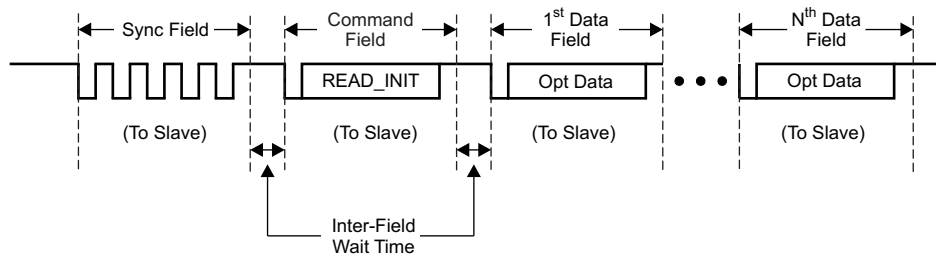 Sync Field
Command
Field
1st Data
Field
Nth Data
Field
READ_INIT
Opt Data
Opt Data
(To Slave)
(To Slave)
(To Slave)
(To Slave)
Inter-Field
Wait Time